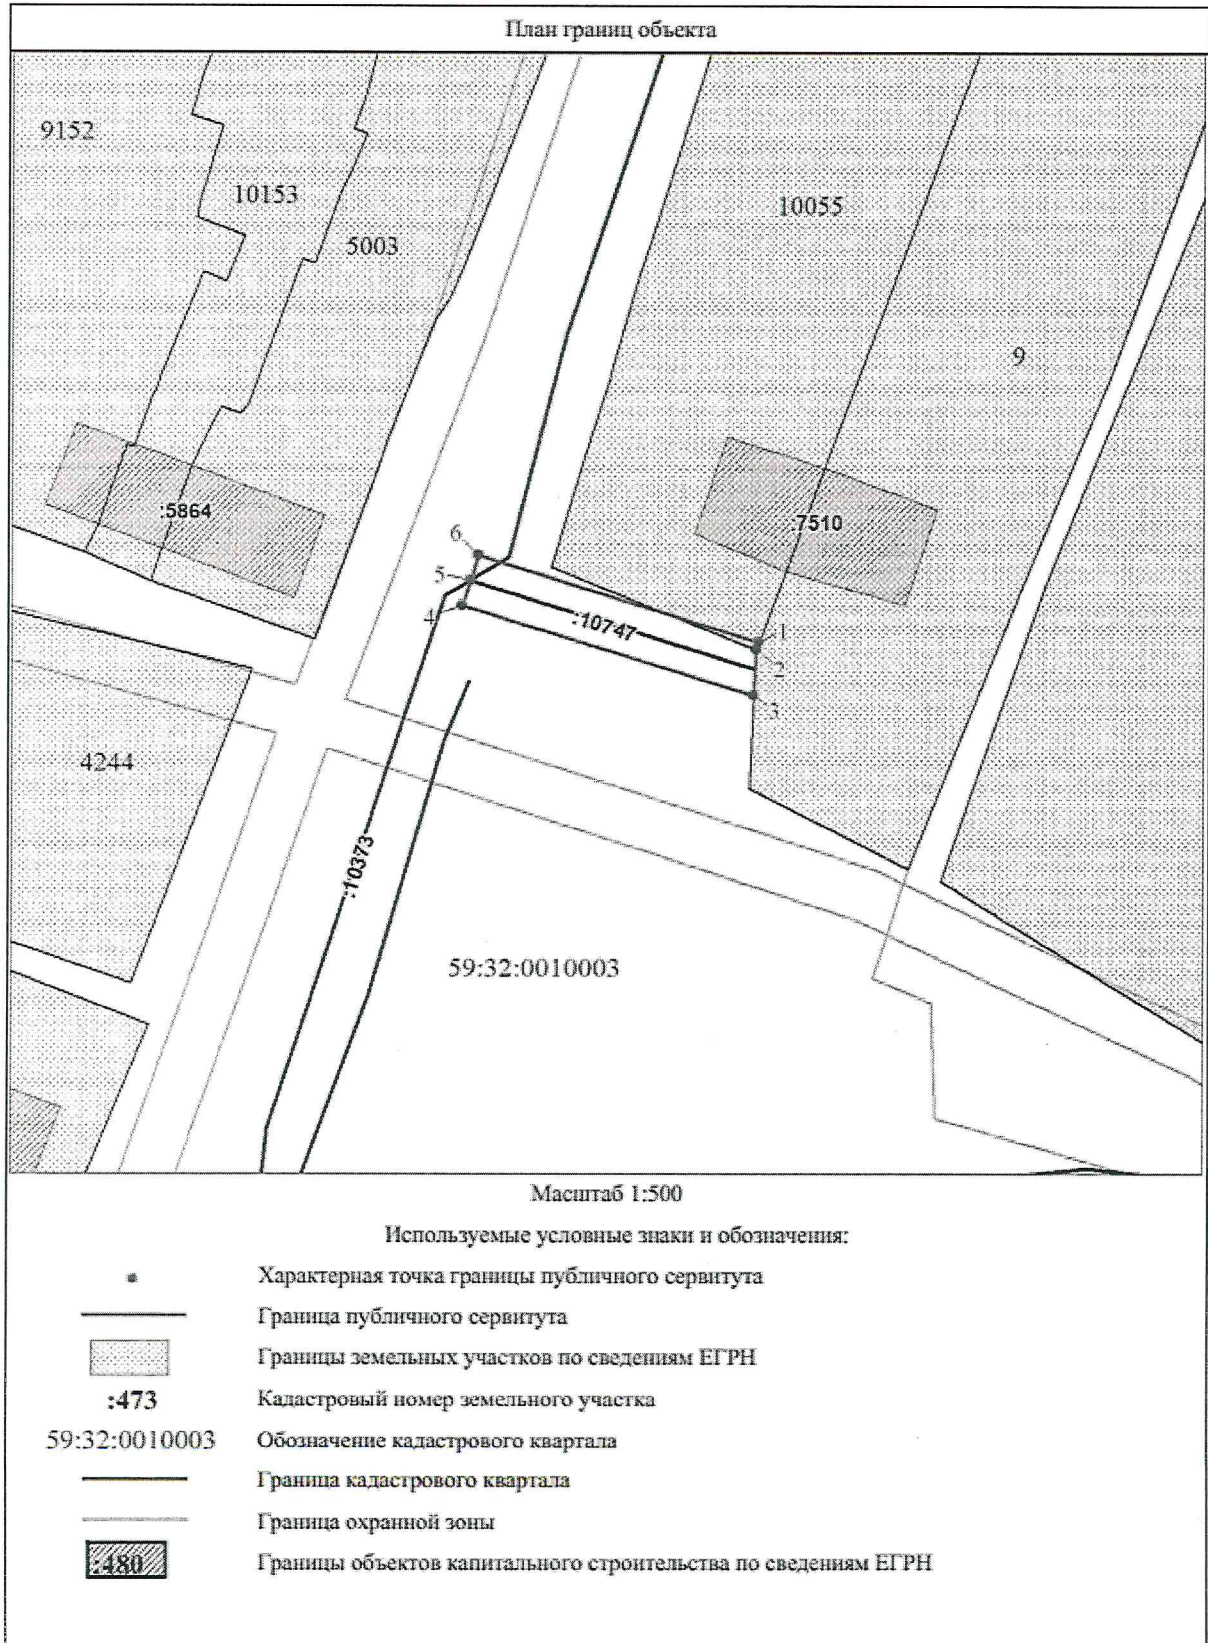 План границ объекта
9152
10153
5003
10055
9
:5864
:7510
6
5
4
:10747
1
2
3
4244
:10373
59:32:0010003
Масштаб 1:500
Используемые условные знаки и обозначения:
Характерная точка границы публичного сервитута
Граница публичного сервитута
Границы земельных участков по сведениям ЕГРН
:473 Кадастровый номер земельного участка
59:32:0010003 Обозначение кадастрового квартала
Граница кадастрового квартала
Граница охранной зоны
:480 Границы объектов капитального строительства по сведениям ЕГРН